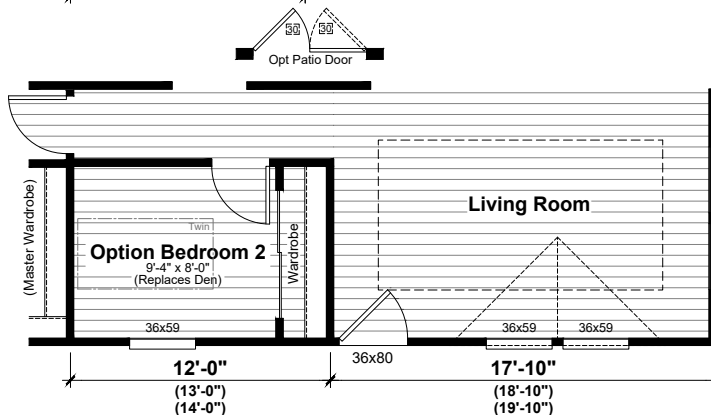 30 30
Opt Patio Door
(Master Wardrobe)
Twin
Option Bedroom 2
9'-4" x 8'-0"
(Replaces Den)
Wardrobe
Living Room
36x59
36x59
36x59
36x80
12'-0"
(13'-0")
(14'-0")
17'-10"
(18'-10")
(19'-10")